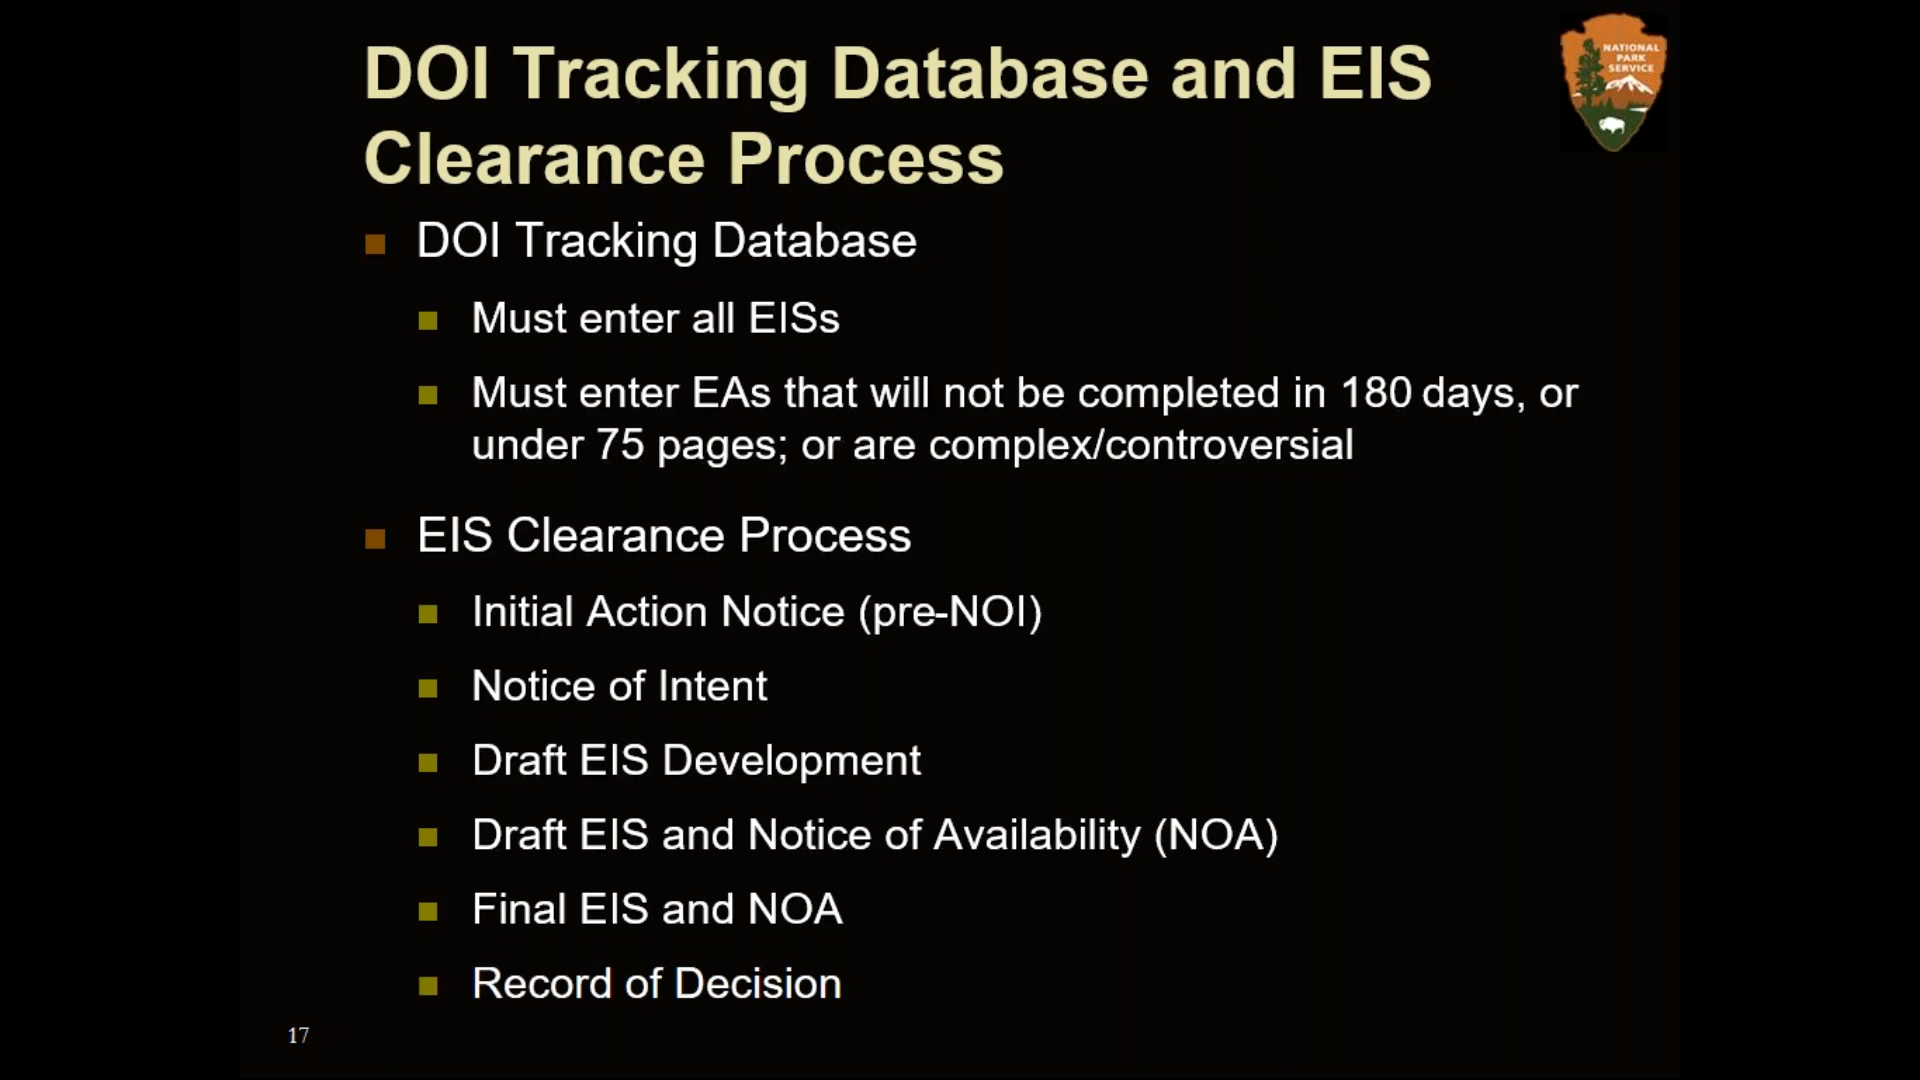 DOI Tracking Database and EIS
Clearance Process
NATIONAL
PARK
SERVICE
DOI Tracking Database
Must enter all EISs
Must enter EAs that will not be completed in 180 days, or
under 75 pages; or are complex/controversial
EIS Clearance Process
Initial Action Notice (pre-NOI)
Notice of Intent
Draft EIS Development
Draft EIS and Notice of Availability (NOA)
Final EIS and NOA
Record of Decision
17